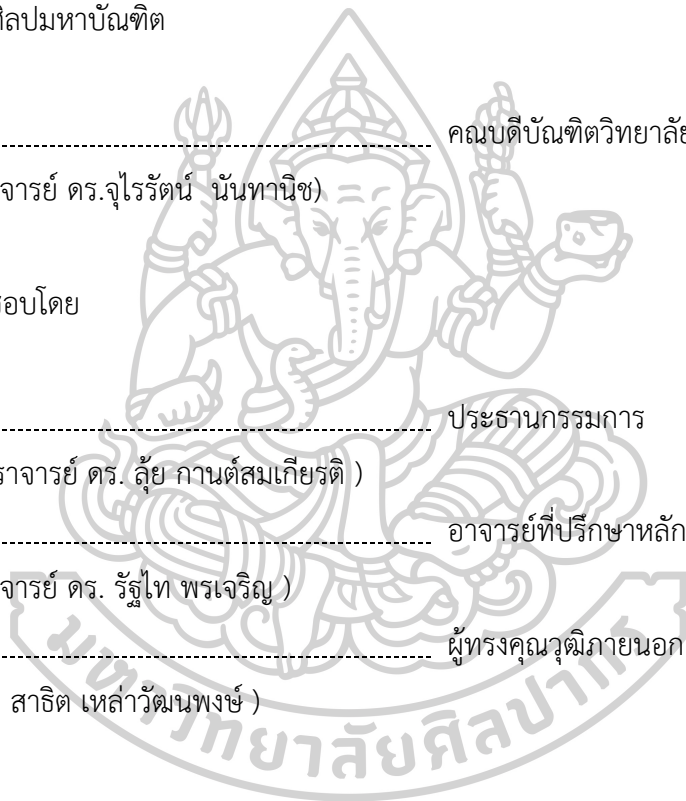 ศิลปมหาบัณฑิต
คณบดีบัณฑิตวิทยาลัย
จารย์ ดร.จุไรรัตน์ นันทานิช)
สอบโดย
ประธานกรรมการ
ราจารย์ ดร. ลุ้ย กานต์สมเกียรติ )
อาจารย์ที่ปรึกษาหลัก
จารย์ ดร. รัฐไท พรเจริญ )
ผู้ทรงคุณวุฒิภายนอก
สาธิต เหล่าวัฒนพงษ์ )
มหาวิทยาลัยศิลปากร